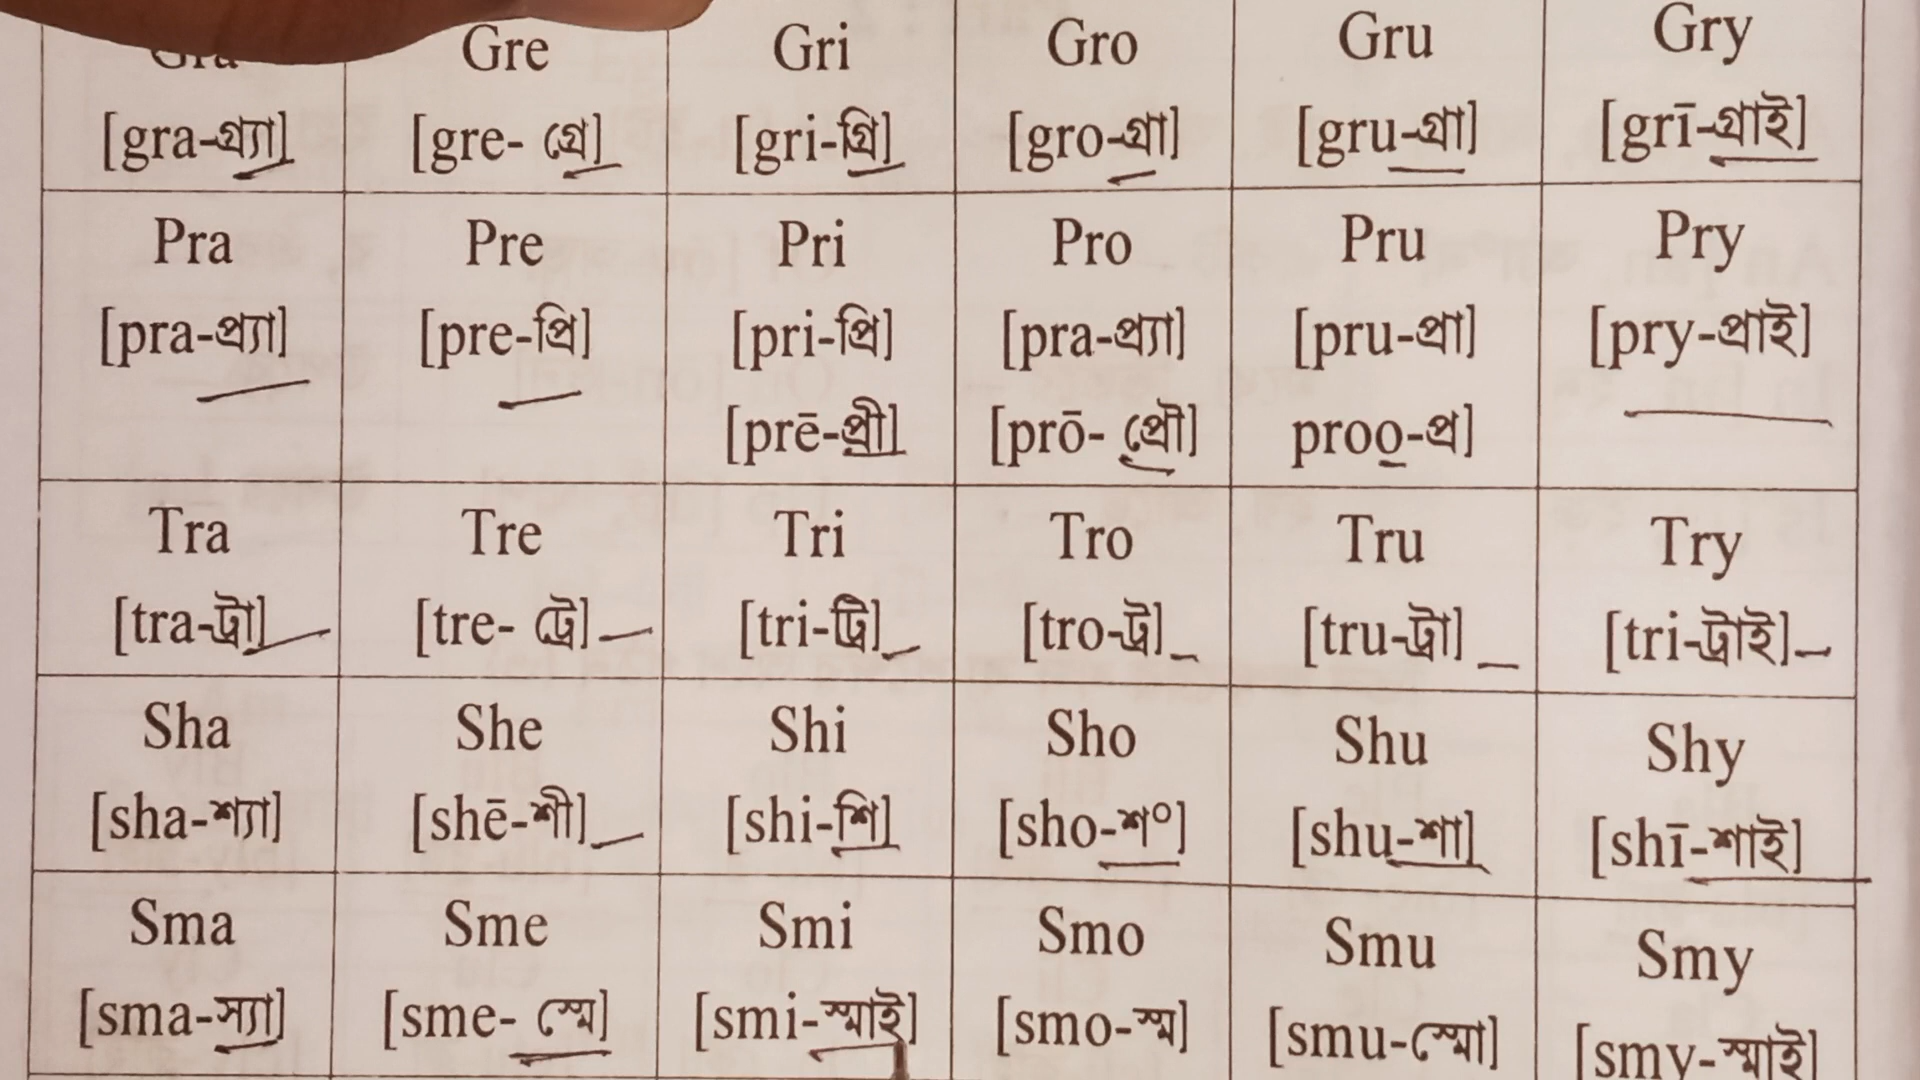 Gre Gri Gro Gru Gry
[gra-গ্র্যা] [gre- গ্রে] [gri-গ্রি] [gro-গ্রা] [gru-গ্রা] [grī-গ্রাই]
Pra Pre Pri Pro Pru Pry
[pra-প্র্যা] [pre-প্রি] [pri-প্রি] [pra-প্র্যা] [pru-প্রা] [pry-প্রাই]
[prē-প্রী] [prō- প্রৌ] proo-প্র]
Tra Tre Tri Tro Tru Try
[tra-ট্রা] [tre- ট্রে] [tri-ট্রি] [tro-ট্র] [tru-ট্রা] [tri-ট্রাই]
Sha She Shi Sho Shu Shy
[sha-শ্যা] [shē-শী] [shi-শি] [sho-শ°] [shu-শা] [shī-শাই]
Sma Sme Smi Smo Smu Smy
[sma-স্যা] [sme- স্মে] [smi-স্মাই] [smo-স্ম] [smu-স্মো] [smy-স্মাই]